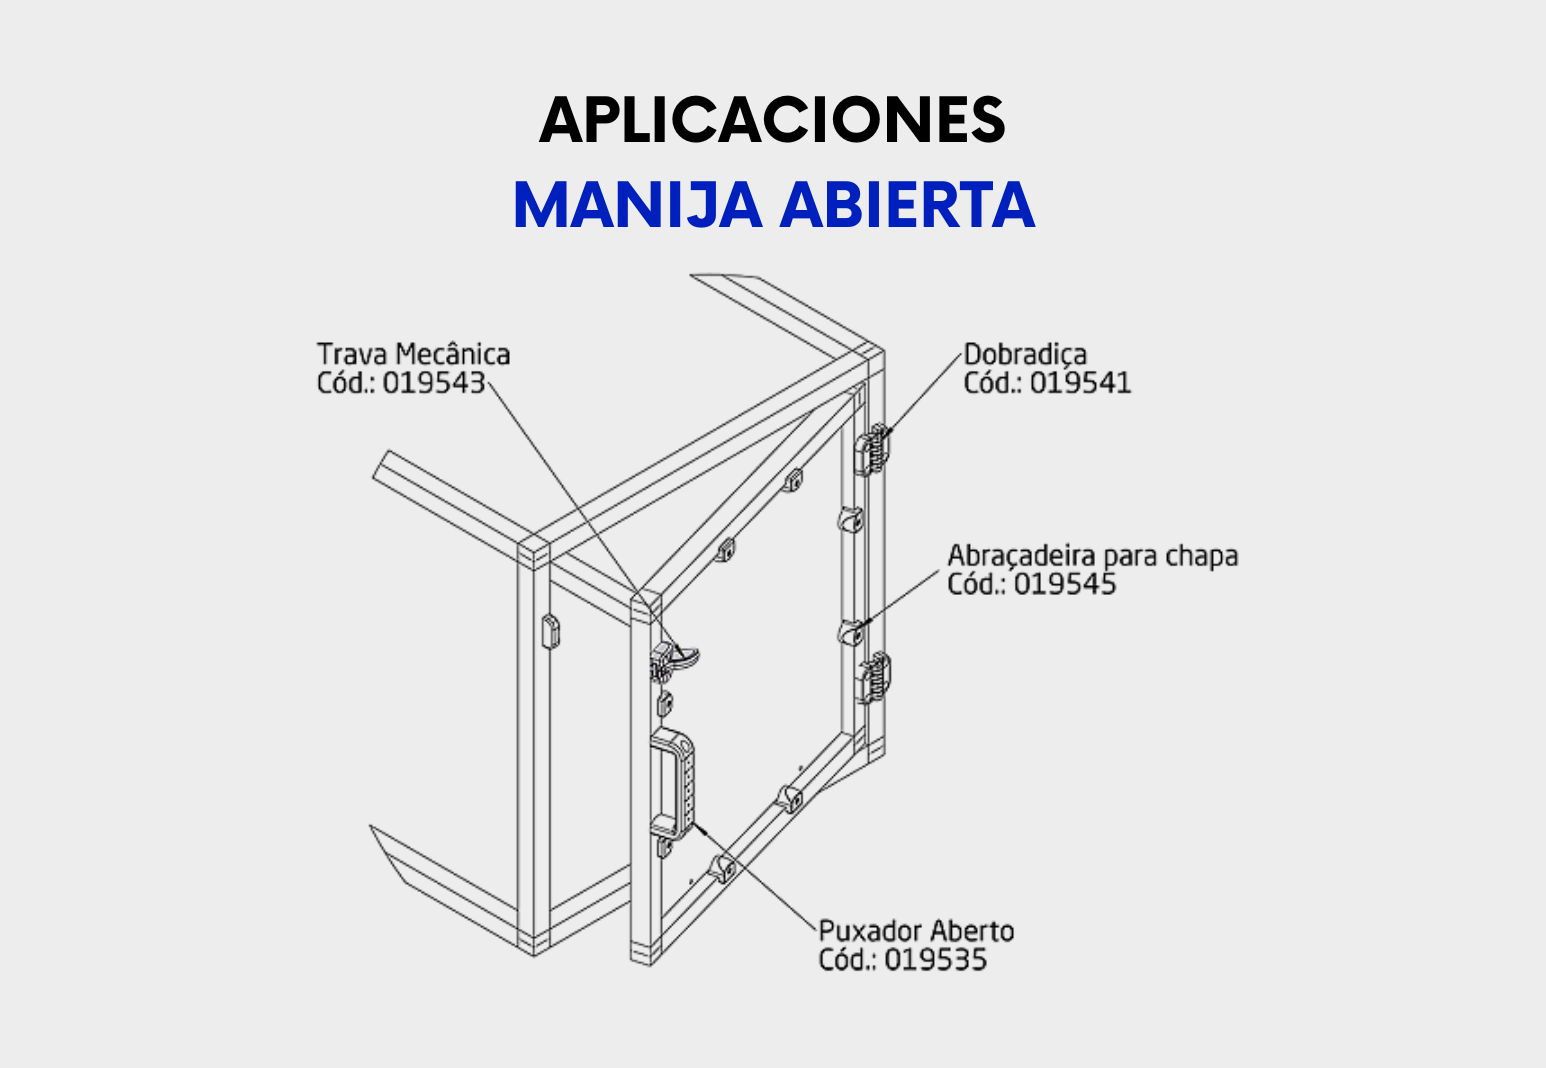 APLICACIONES
MANIJA ABIERTA
Trava Mecânica
Cód.: 019543
Dobradiça
Cód.: 019541
Abraçadeira para chapa
Cód.: 019545
Puxador Aberto
Cód.: 019535